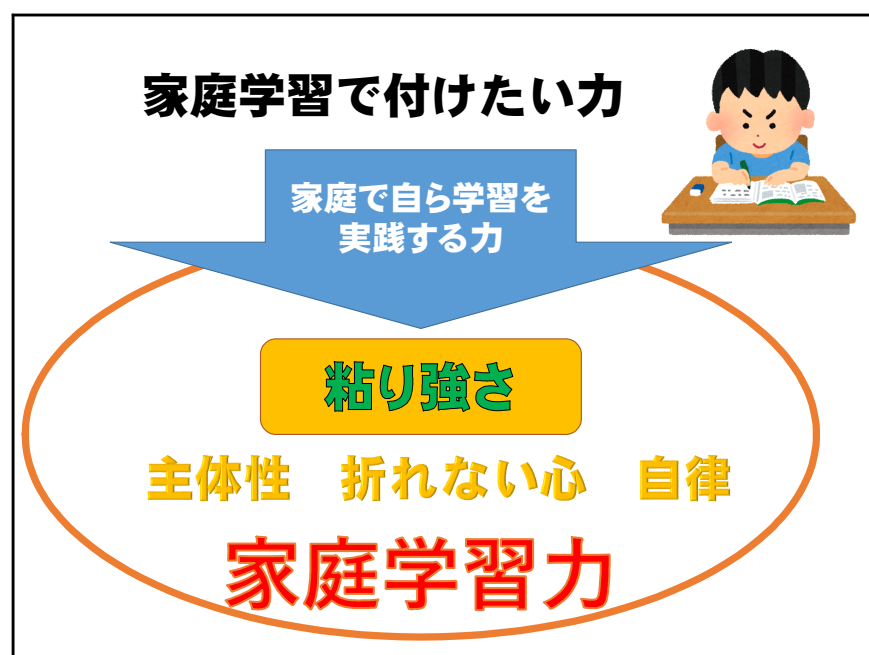 家庭学習で付けたい力
家庭で自ら学習を
実践する力
粘り強さ
主体性　折れない心　自律
家庭学習力